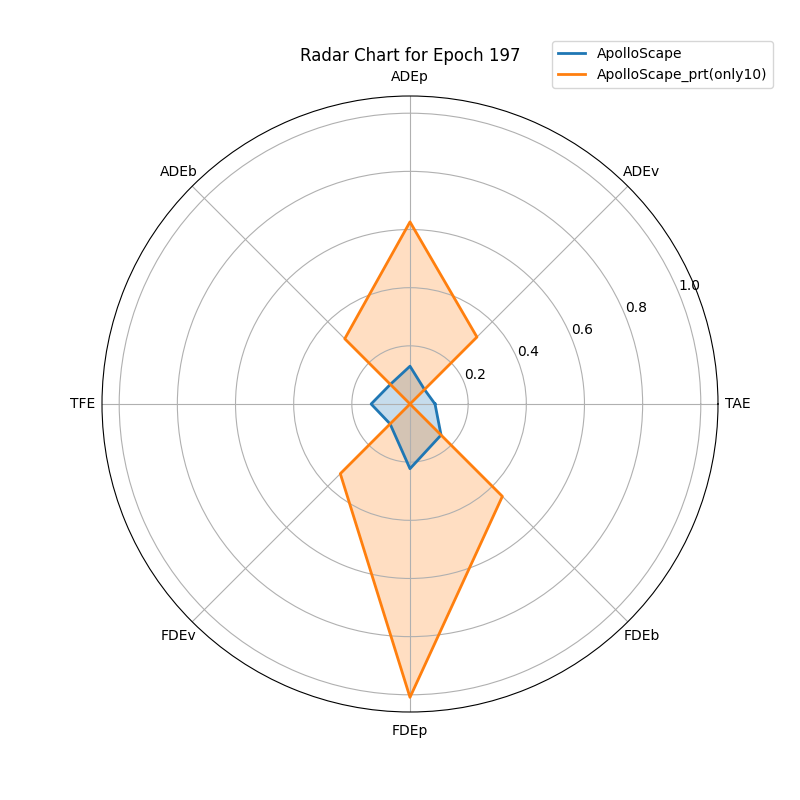 Radar Chart for Epoch 197
ApolloScape
ApolloScape_prt(only10)
ADEp
ADEb
ADEv
1.0
0.8
0.6
0.4
0.2
TFE
TAE
FDEv
FDEb
FDEp